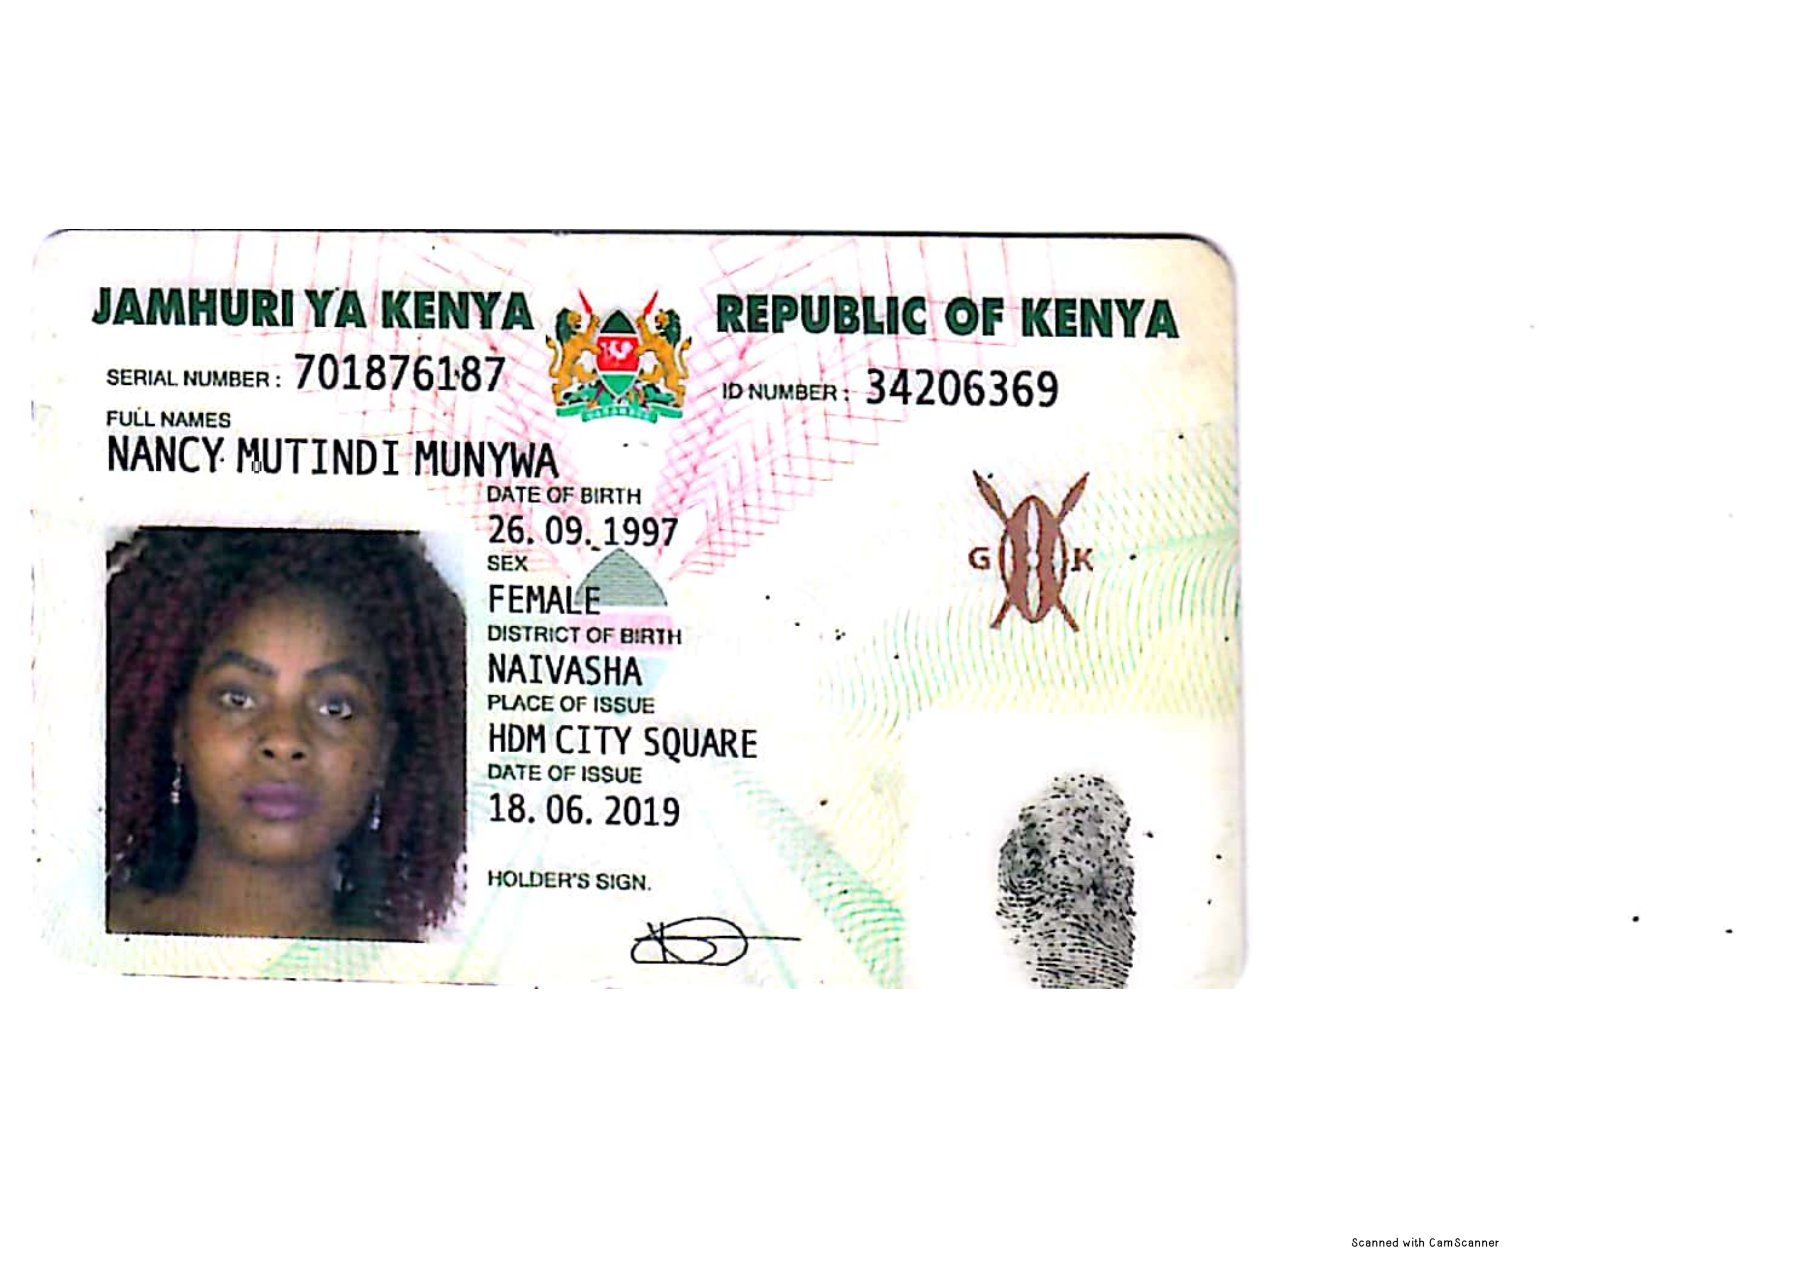 JAMHURI YA KENYA
REPUBLIC OF KENYA
SERIAL NUMBER: 701876187
ID NUMBER: 34206369
FULL NAMES
NANCY MUTINDI MUNYWA
DATE OF BIRTH
26. 09. 1997
SEX
FEMALE
DISTRICT OF BIRTH
NAIVASHA
PLACE OF ISSUE
HDM CITY SQUARE
DATE OF ISSUE
18. 06. 2019
HOLDER'S SIGN.
G K
Scanned with CamScanner